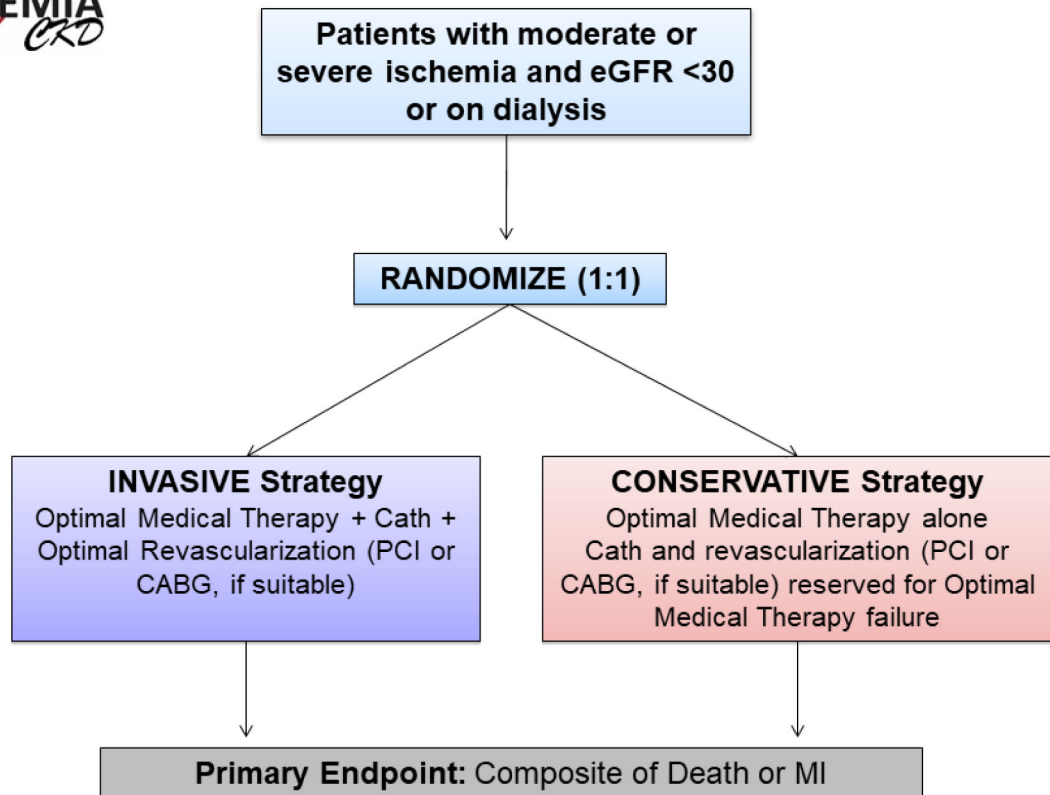 EMIA
CKD
Patients with moderate or
severe ischemia and eGFR <30
or on dialysis
RANDOMIZE (1:1)
INVASIVE Strategy
Optimal Medical Therapy + Cath +
Optimal Revascularization (PCI or
CABG, if suitable)
CONSERVATIVE Strategy
Optimal Medical Therapy alone
Cath and revascularization (PCI or
CABG, if suitable) reserved for Optimal
Medical Therapy failure
Primary Endpoint: Composite of Death or MI